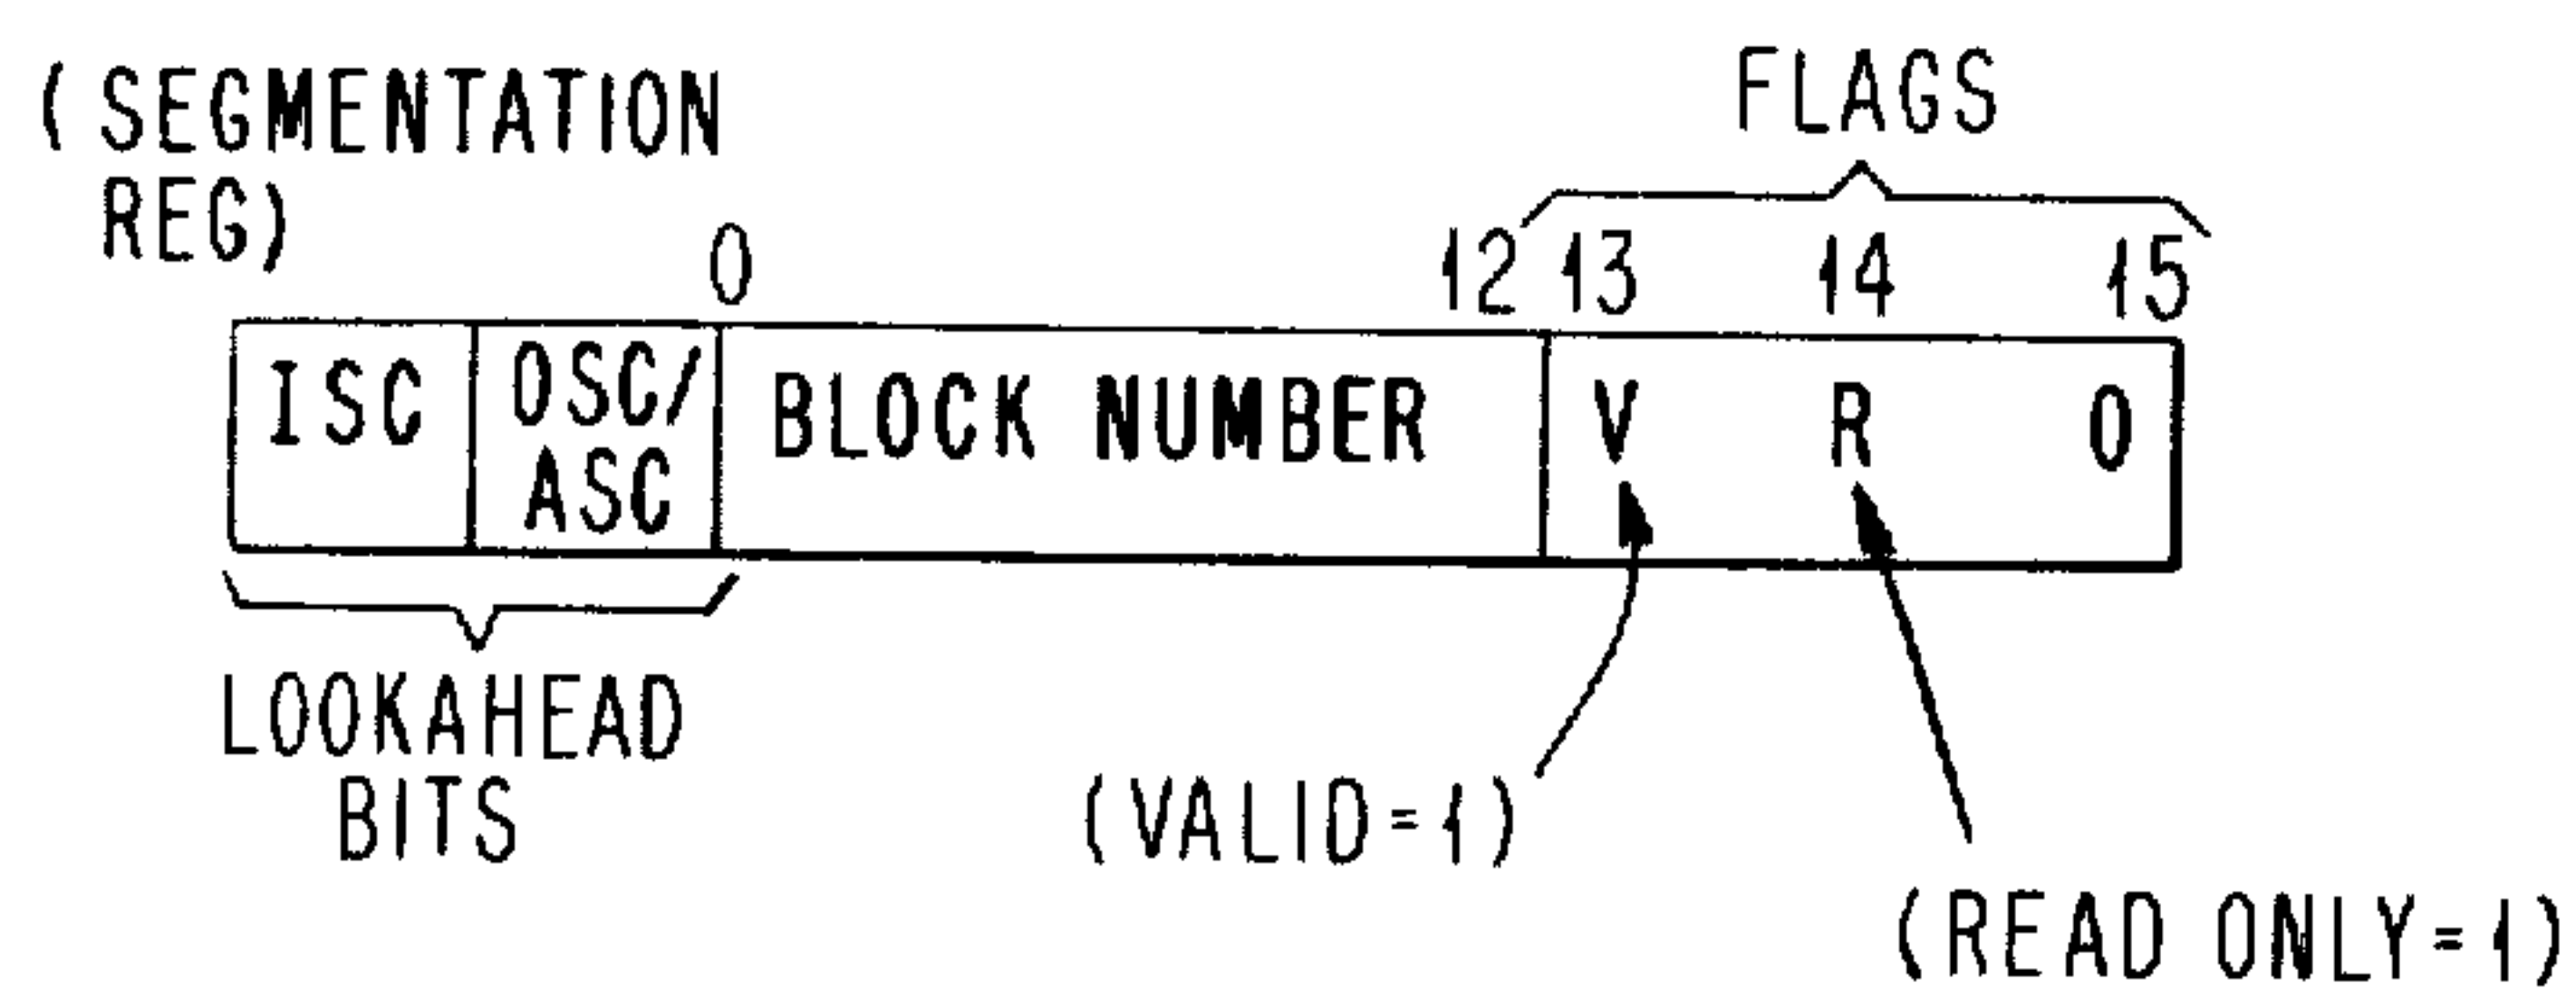 (SEGMENTATION
REG)
FLAGS
0 12 13 14 15
ISC OSC/ BLOCK NUMBER V R 0
ASC
LOOKAHEAD
BITS
(VALID=1)
(READ ONLY=1)